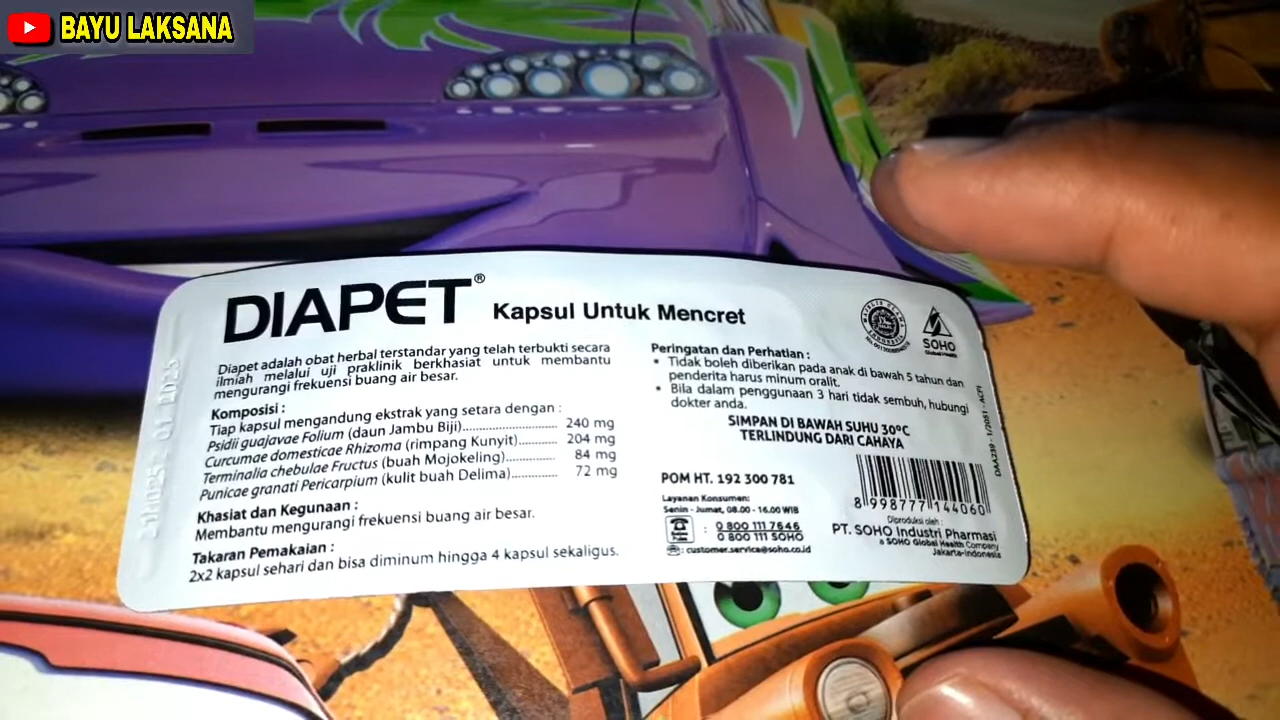 BAYU LAKSANA
DIAPET® Kapsul Untuk Mencret
Diapet adalah obat herbal terstandar yang telah terbukti secara
ilmiah melalui uji praklinik berkhasiat untuk membantu
mengurangi frekuensi buang air besar.
Komposisi :
Tiap kapsul mengandung ekstrak yang setara dengan :
Psidii guajavae Folium (daun Jambu Biji).......................... 240 mg
Curcumae domesticae Rhizoma (rimpang Kunyit)........... 204 mg
Terminalia chebulae Fructus (buah Mojokeling)............. 84 mg
Punicae granati Pericarpium (kulit buah Delima)............ 72 mg
Khasiat dan Kegunaan :
Membantu mengurangi frekuensi buang air besar.
Takaran Pemakaian :
2x2 kapsul sehari dan bisa diminum hingga 4 kapsul sekaligus.
SOHO
Global Health
Peringatan dan Perhatian :
• Tidak boleh diberikan pada anak di bawah 5 tahun dan
penderita harus minum oralit.
• Bila dalam penggunaan 3 hari tidak sembuh, hubungi
dokter anda.
SIMPAN DI BAWAH SUHU 30°C
TERLINDUNG DARI CAHAYA
POM HT. 192 300 781
Layanan Konsumen:
Senin - Jumat, 08.00 - 16.00 WIB
: 0 800 111 7646
0 800 111 SOHO
: customer.service@soho.co.id
8 998777 144060
Diproduksi oleh :
PT. SOHO Industri Pharmasi
a SOHO Global Health Company
Jakarta-Indonesia